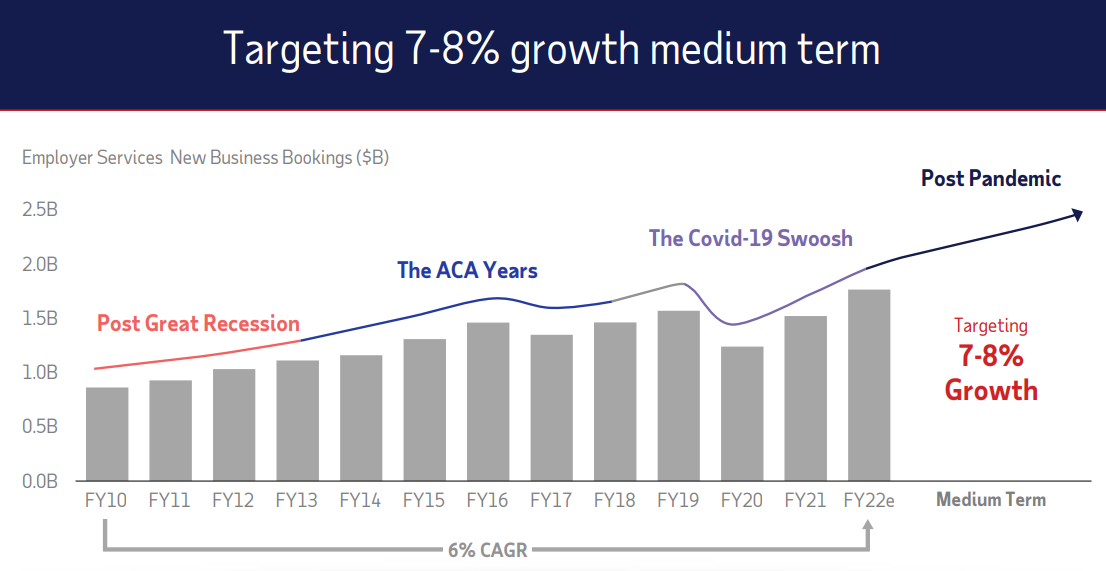 Targeting 7-8% growth medium term
Employer Services New Business Bookings ($B)
Post Pandemic
2.5B
The Covid-19 Swoosh
2.0B
The ACA Years
1.5B
Post Great Recession
Targeting
7-8%
Growth
1.0B
0.5B
0.0B
FY10 FY11 FY12 FY13 FY14 FY15 FY16 FY17 FY18 FY19 FY20 FY21 FY22e Medium Term
6% CAGR